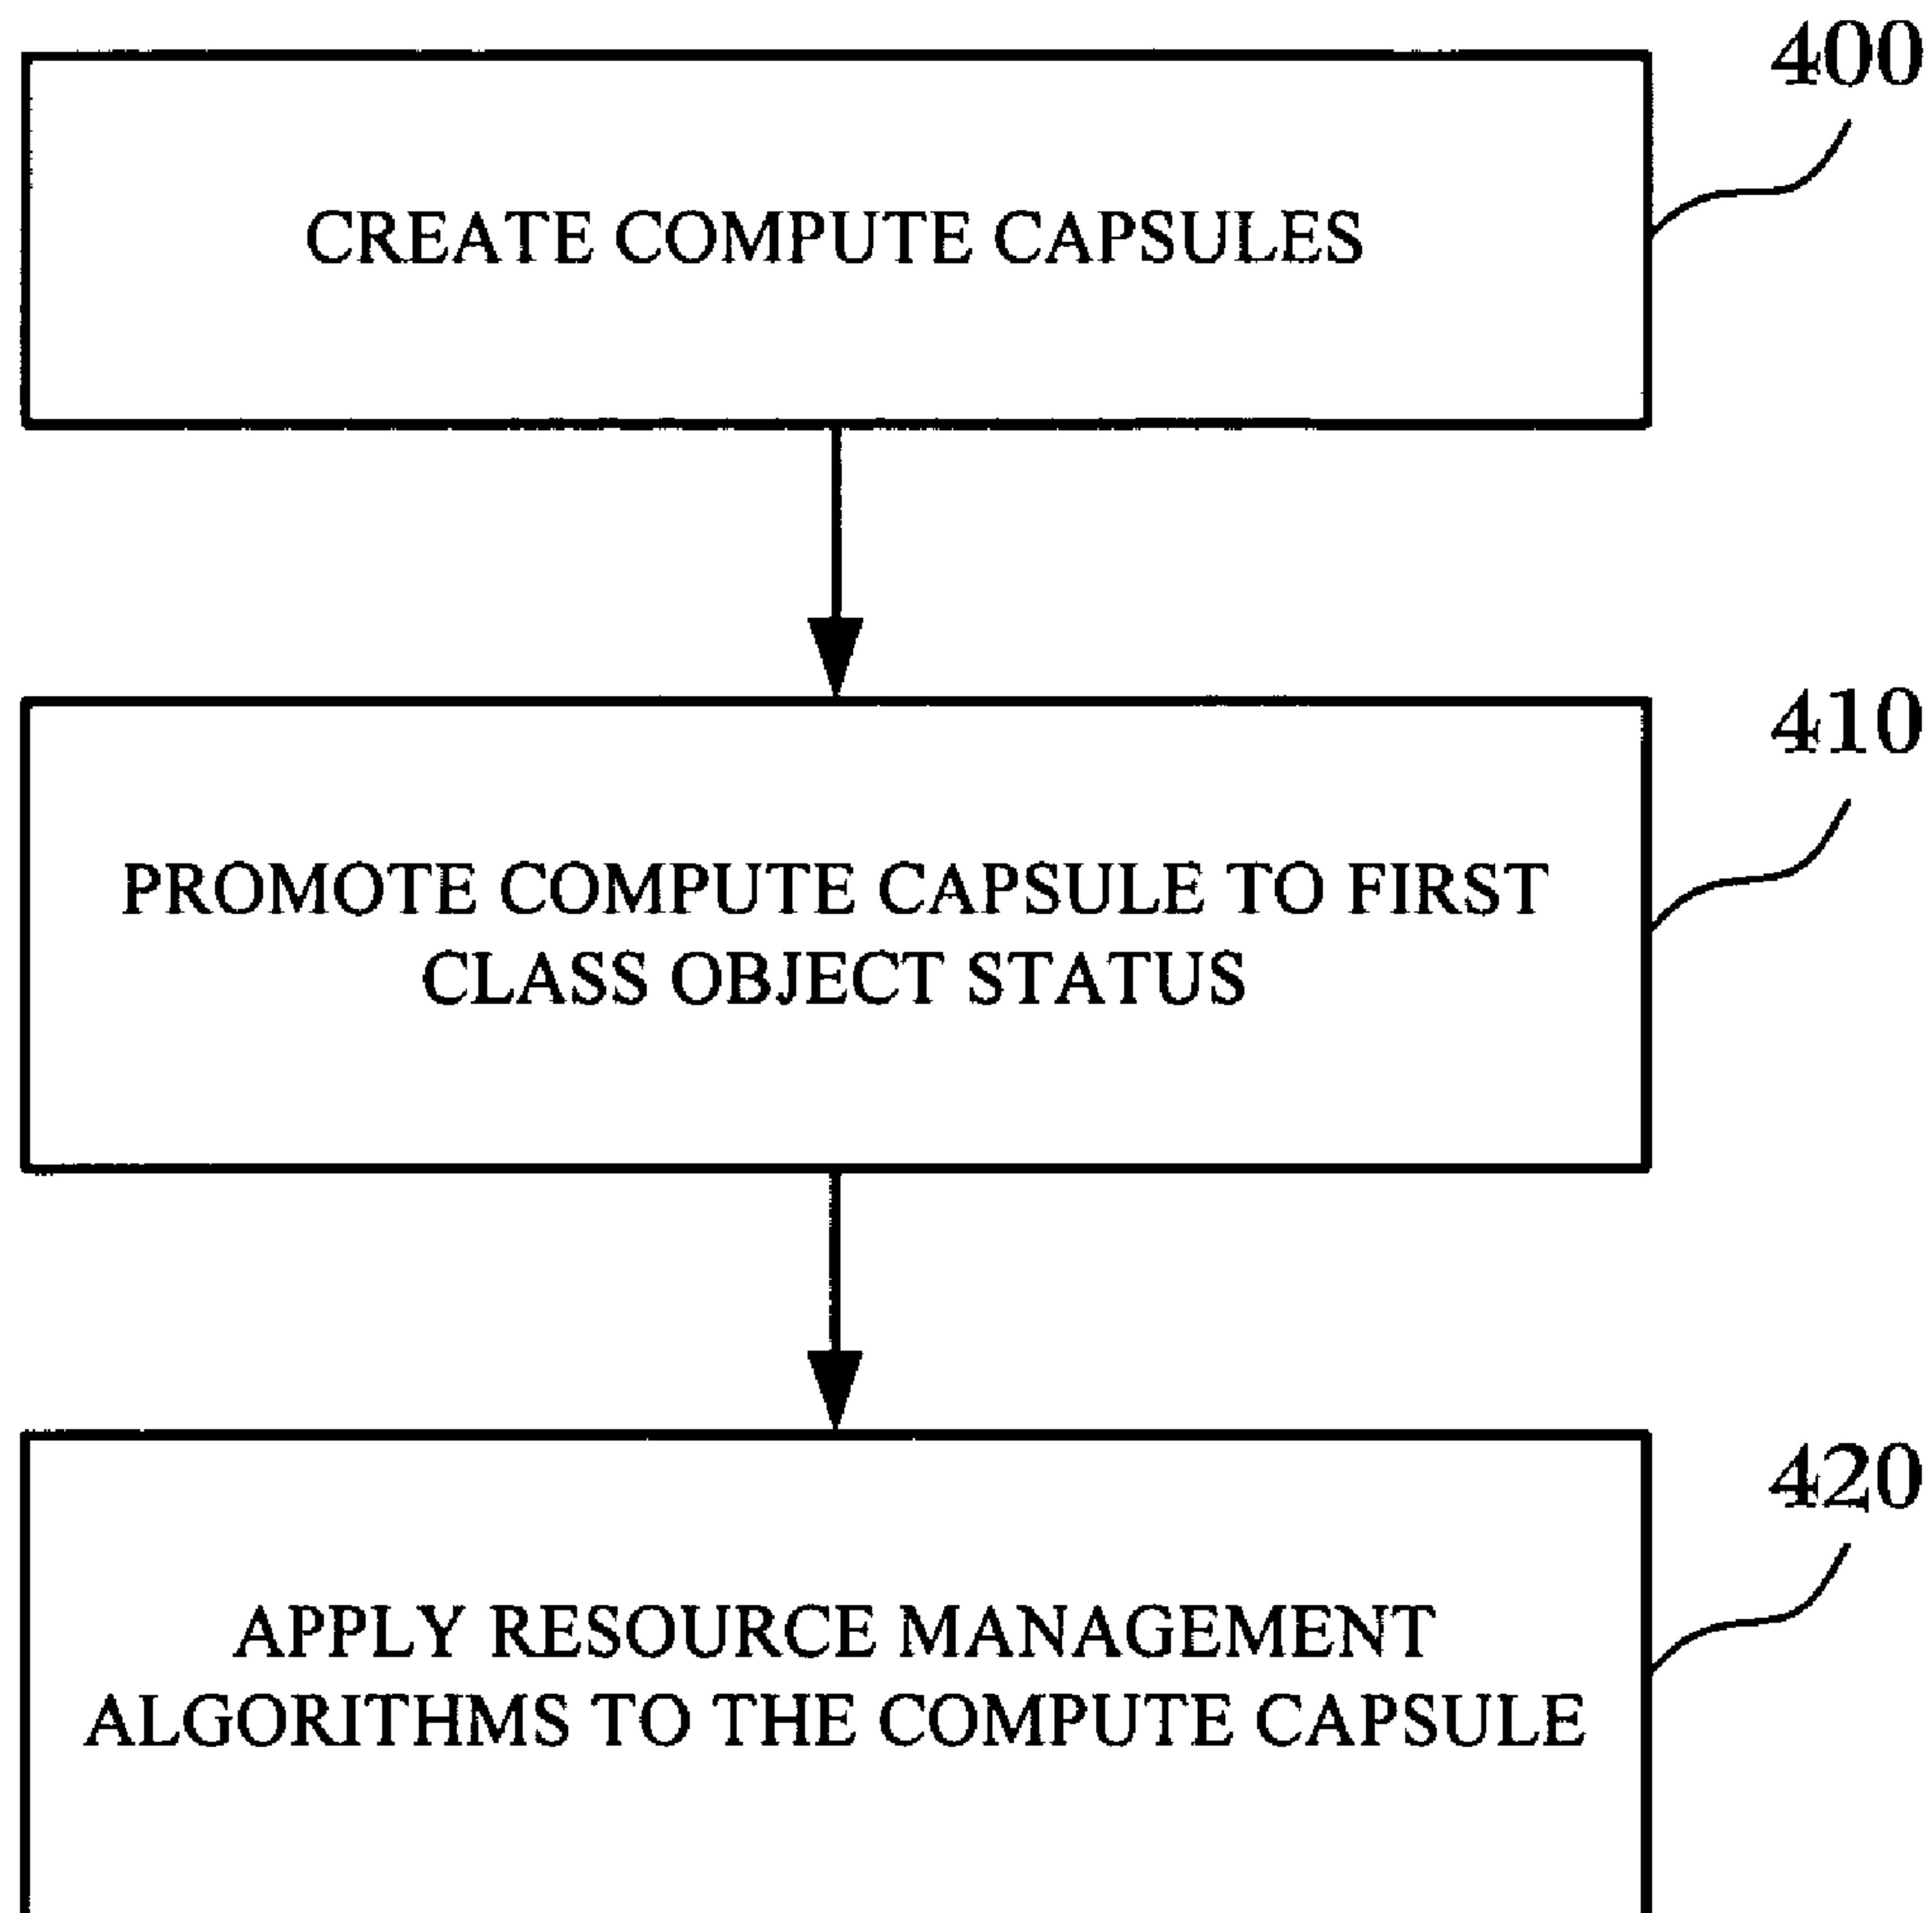 400
CREATE COMPUTE CAPSULES
410
PROMOTE COMPUTE CAPSULE TO FIRST
CLASS OBJECT STATUS
420
APPLY RESOURCE MANAGEMENT
ALGORITHMS TO THE COMPUTE CAPSULE